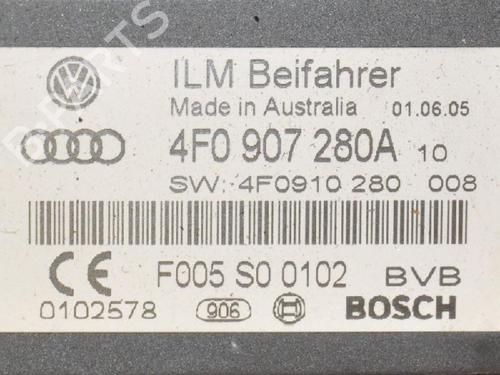 ILM Beifahrer
Made in Australia 01.06.05
4F0 907 280A 10
SW: 4F0910 280 008
CE F005 S0 0102 BVB
0102578 906 BOSCH